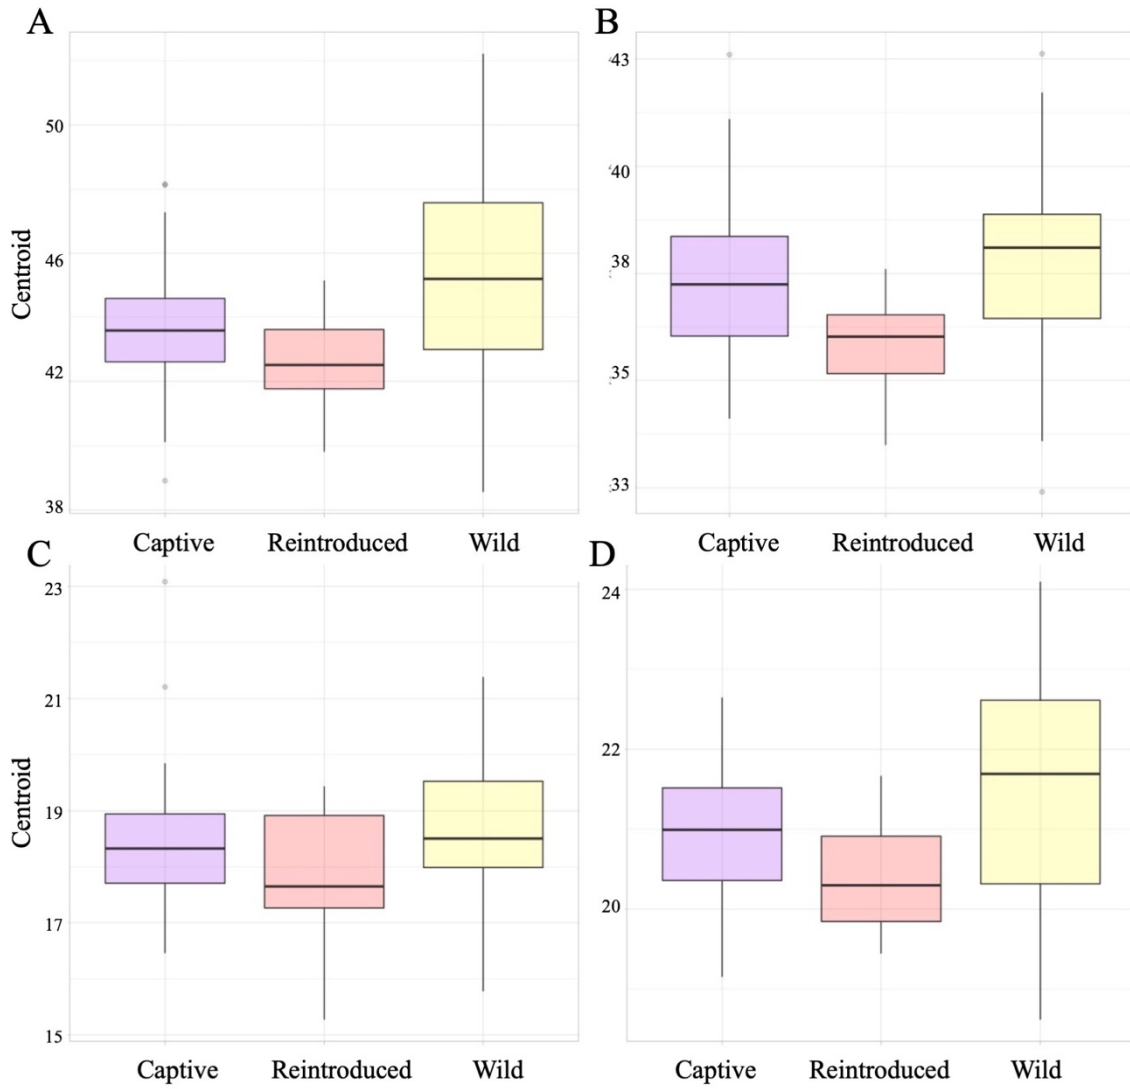 A
B
50
46
42
38
Centroid
43
40
38
35
33
Captive
Reintroduced
Wild
Captive
Reintroduced
Wild
C
D
23
21
19
17
15
Centroid
24
22
20
Captive
Reintroduced
Wild
Captive
Reintroduced
Wild